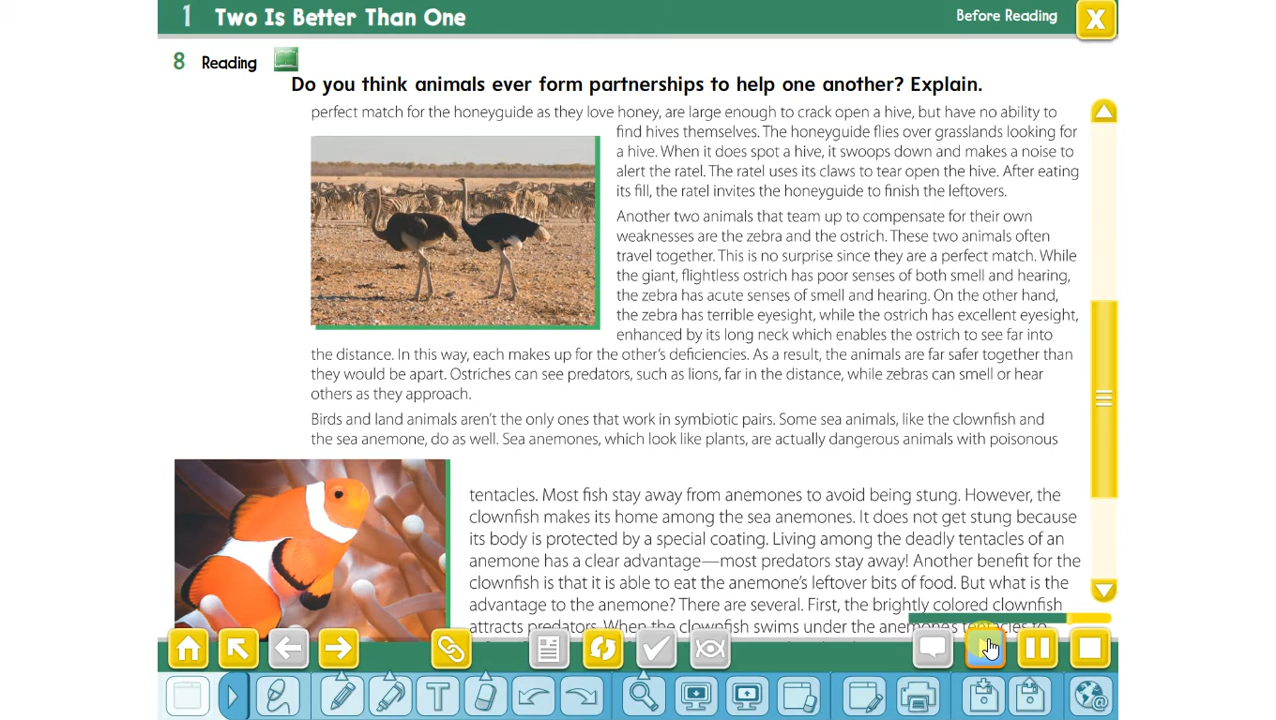 1 Two Is Better Than One
Before Reading
X
8 Reading
Do you think animals ever form partnerships to help one another? Explain.
perfect match for the honeyguide as they love honey, are large enough to crack open a hive, but have no ability to
find hives themselves. The honeyguide flies over grasslands looking for
a hive. When it does spot a hive, it swoops down and makes a noise to
alert the ratel. The ratel uses its claws to tear open the hive. After eating
its fill, the ratel invites the honeyguide to finish the leftovers.
Another two animals that team up to compensate for their own
weaknesses are the zebra and the ostrich. These two animals often
travel together. This is no surprise since they are a perfect match. While
the giant, flightless ostrich has poor senses of both smell and hearing,
the zebra has acute senses of smell and hearing. On the other hand,
the zebra has terrible eyesight, while the ostrich has excellent eyesight,
enhanced by its long neck which enables the ostrich to see far into
the distance. In this way, each makes up for the other's deficiencies. As a result, the animals are far safer together than
they would be apart. Ostriches can see predators, such as lions, far in the distance, while zebras can smell or hear
others as they approach.
Birds and land animals aren't the only ones that work in symbiotic pairs. Some sea animals, like the clownfish and
the sea anemone, do as well. Sea anemones, which look like plants, are actually dangerous animals with poisonous
tentacles. Most fish stay away from anemones to avoid being stung. However, the
clownfish makes its home among the sea anemones. It does not get stung because
its body is protected by a special coating. Living among the deadly tentacles of an
anemone has a clear advantage—most predators stay away! Another benefit for the
clownfish is that it is able to eat the anemone's leftover bits of food. But what is the
advantage to the anemone? There are several. First, the brightly colored clownfish
attracts predators. When the clownfish swims under the anemone's tentacles to
T
@